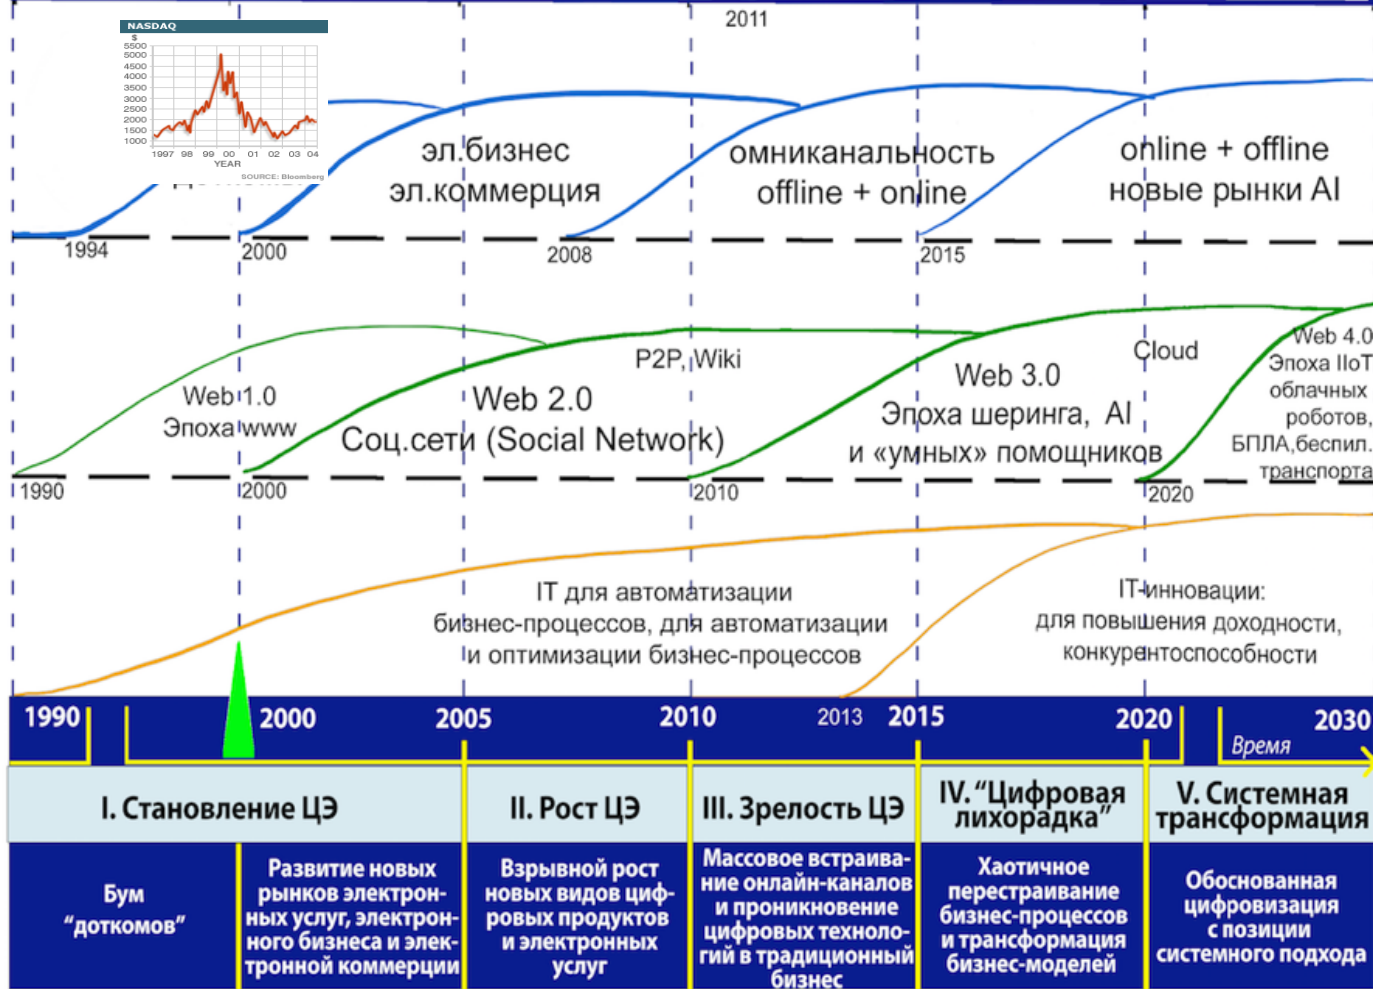 2011
NASDAQ
$
5500
5000
4500
4000
3500
3000
2500
2000
1500
1000
1997 98 99 00 01 02 03 04
YEAR
SOURCE: Bloomberg
эл.бизнес
эл.коммерция
омниканальность
offline + online
online + offline
новые рынки AI
1994
2000
2008
2015
Web 1.0
Эпоха www
Web 2.0
Соц.сети (Social Network)
P2P, Wiki
Web 3.0
Эпоха шеринга, AI
и «умных» помощников
Cloud
Web 4.0
Эпоха IIoT
облачных
роботов,
БПЛА,беспил.
транспорта
1990
2000
2010
2020
IT для автоматизации
бизнес-процессов, для автоматизации
и оптимизации бизнес-процессов
IT-инновации:
для повышения доходности,
конкурентоспособности
1990 2000 2005 2010 2013 2015 2020 2030
Время
I. Становление ЦЭ
II. Рост ЦЭ
III. Зрелость ЦЭ
IV. “Цифровая
лихорадка”
V. Системная
трансформация
Бум
“доткомов”
Развитие новых
рынков электрон-
ных услуг, электрон-
ного бизнеса и элек-
тронной коммерции
Взрывной рост
новых видов циф-
ровых продуктов
и электронных
услуг
Массовое встраива-
ние онлайн-каналов
и проникновение
цифровых техноло-
гий в традиционный
бизнес
Хаотичное
перестраивание
бизнес-процессов
и трансформация
бизнес-моделей
Обоснованная
цифровизация
с позиции
системного подхода